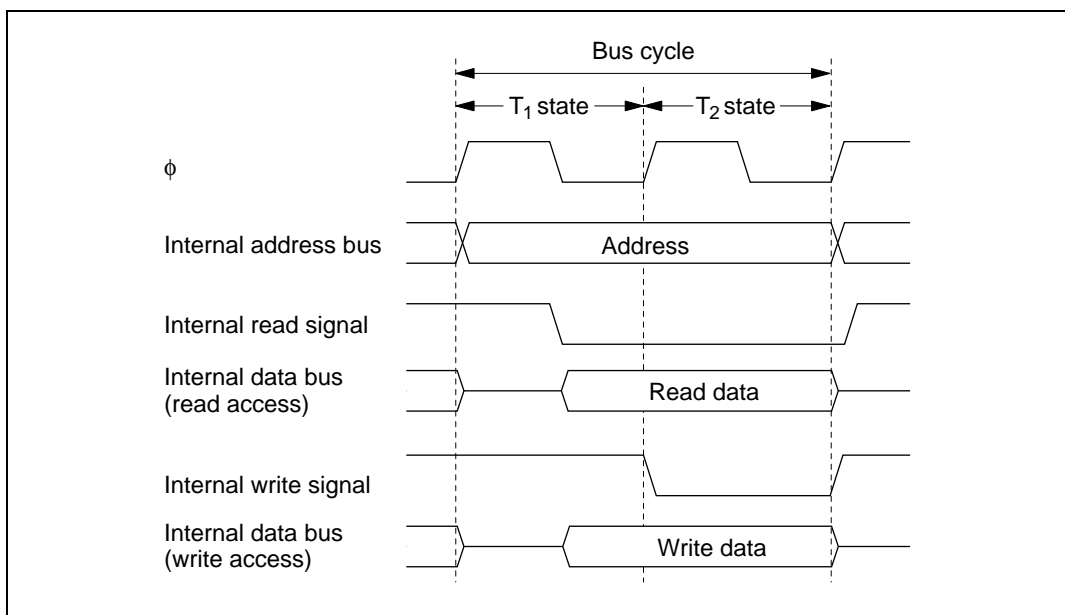 Bus cycle
T1 state
T2 state
ϕ
Internal address bus
Address
Internal read signal
Internal data bus
(read access)
Read data
Internal write signal
Internal data bus
(write access)
Write data